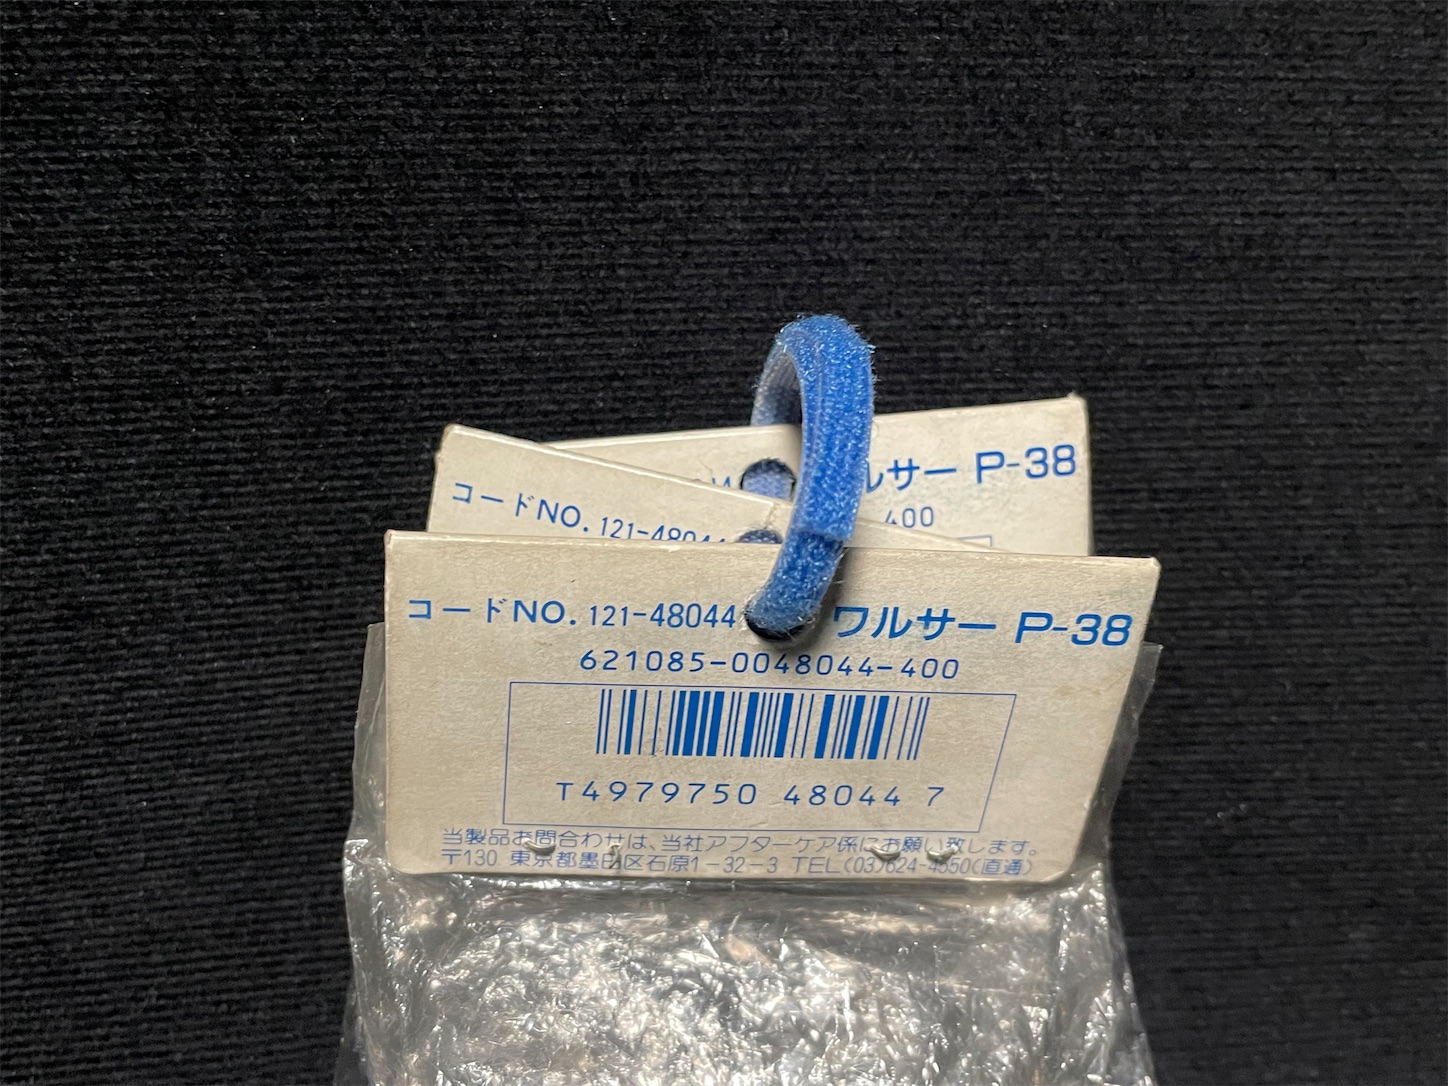 ルサー P-38
400
コードNO. 121-48044
コードNO. 121-48044 ワルサー P-38
621085-0048044-400
T4979750 48044 7
当製品お問合わせは、当社アフターケア係にお願い致します。
〒130 東京都墨田区石原1-32-3 TEL(03)624-4550(直通)